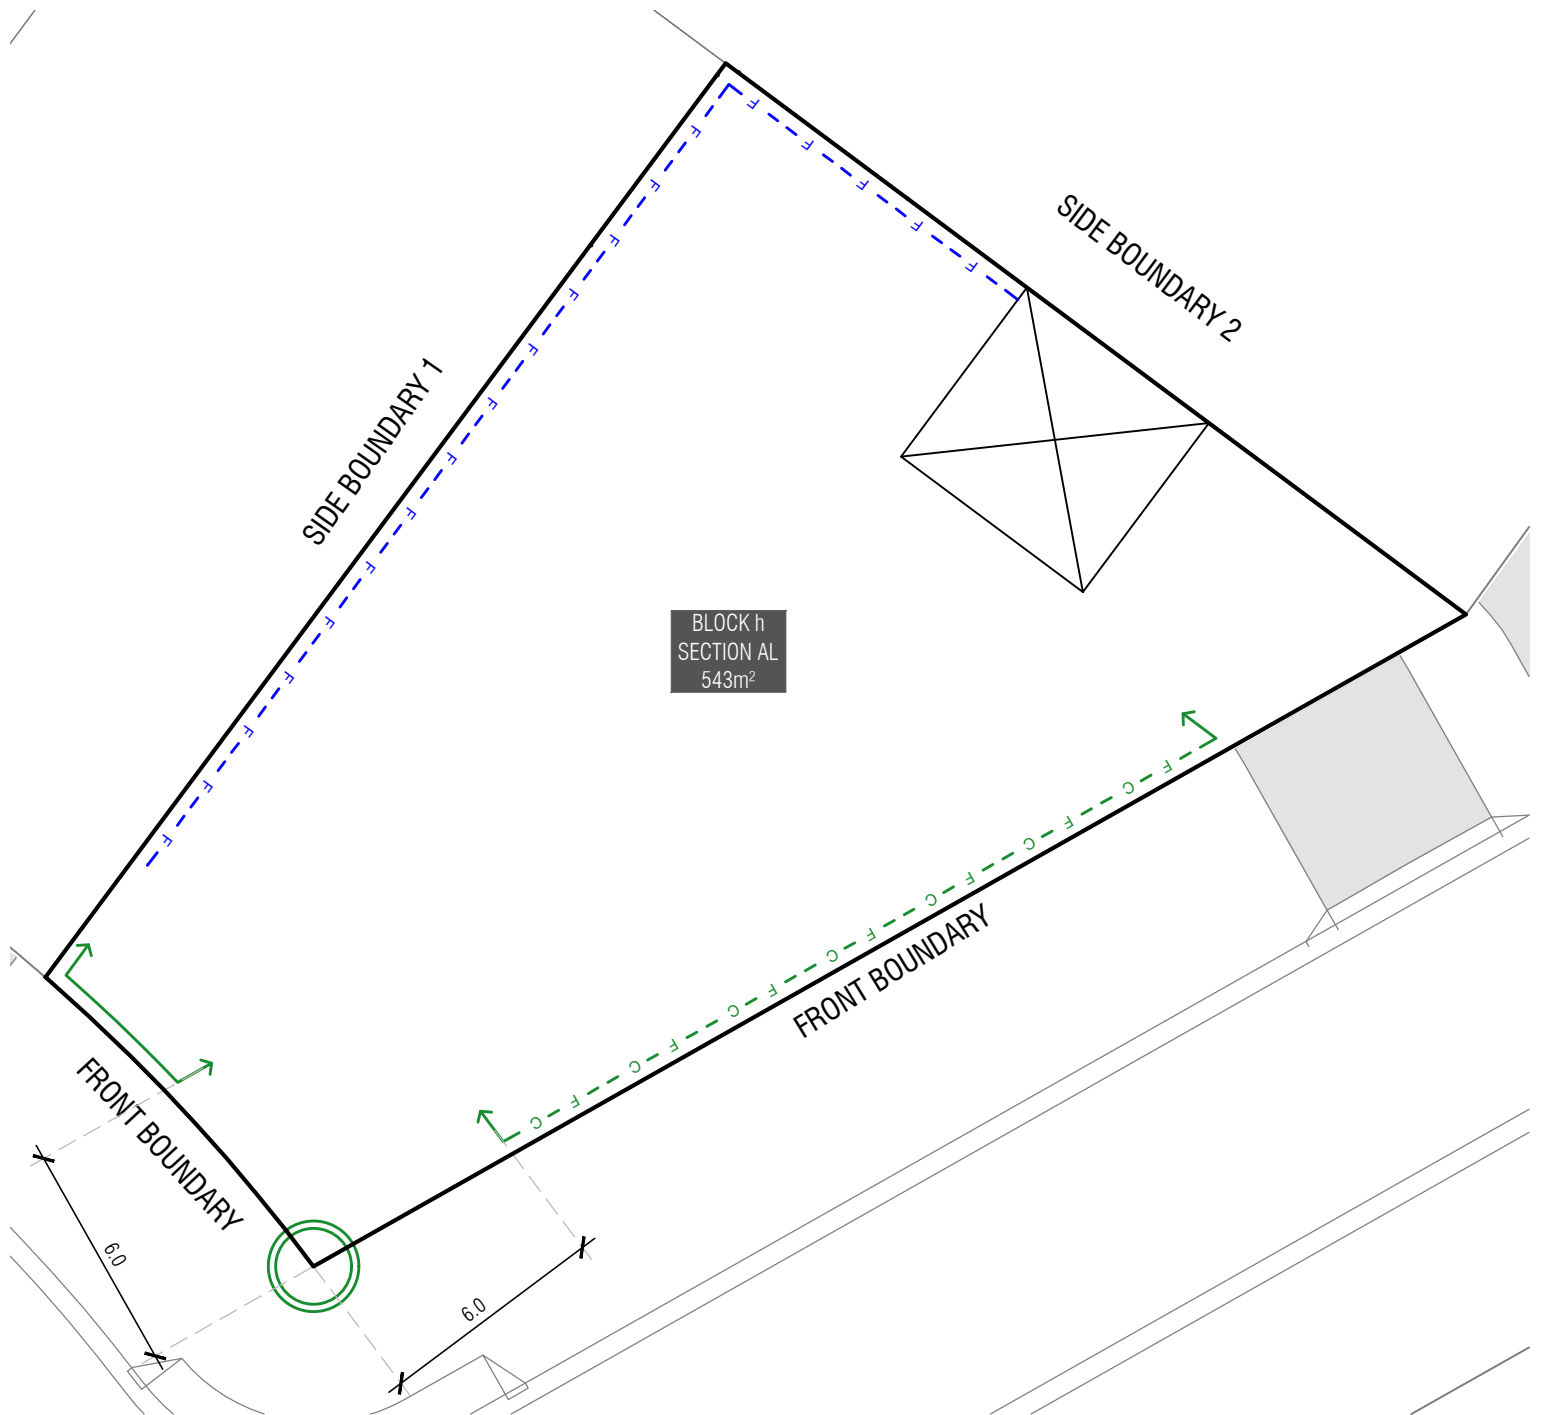 SIDE BOUNDARY 2
SIDE BOUNDARY 1
F F F F F
F F F F F F F F F F F F F F
BLOCK h
SECTION AL
543m²
C F C F C F C F C F C F C F
FRONT BOUNDARY
FRONT BOUNDARY
6.0
6.0